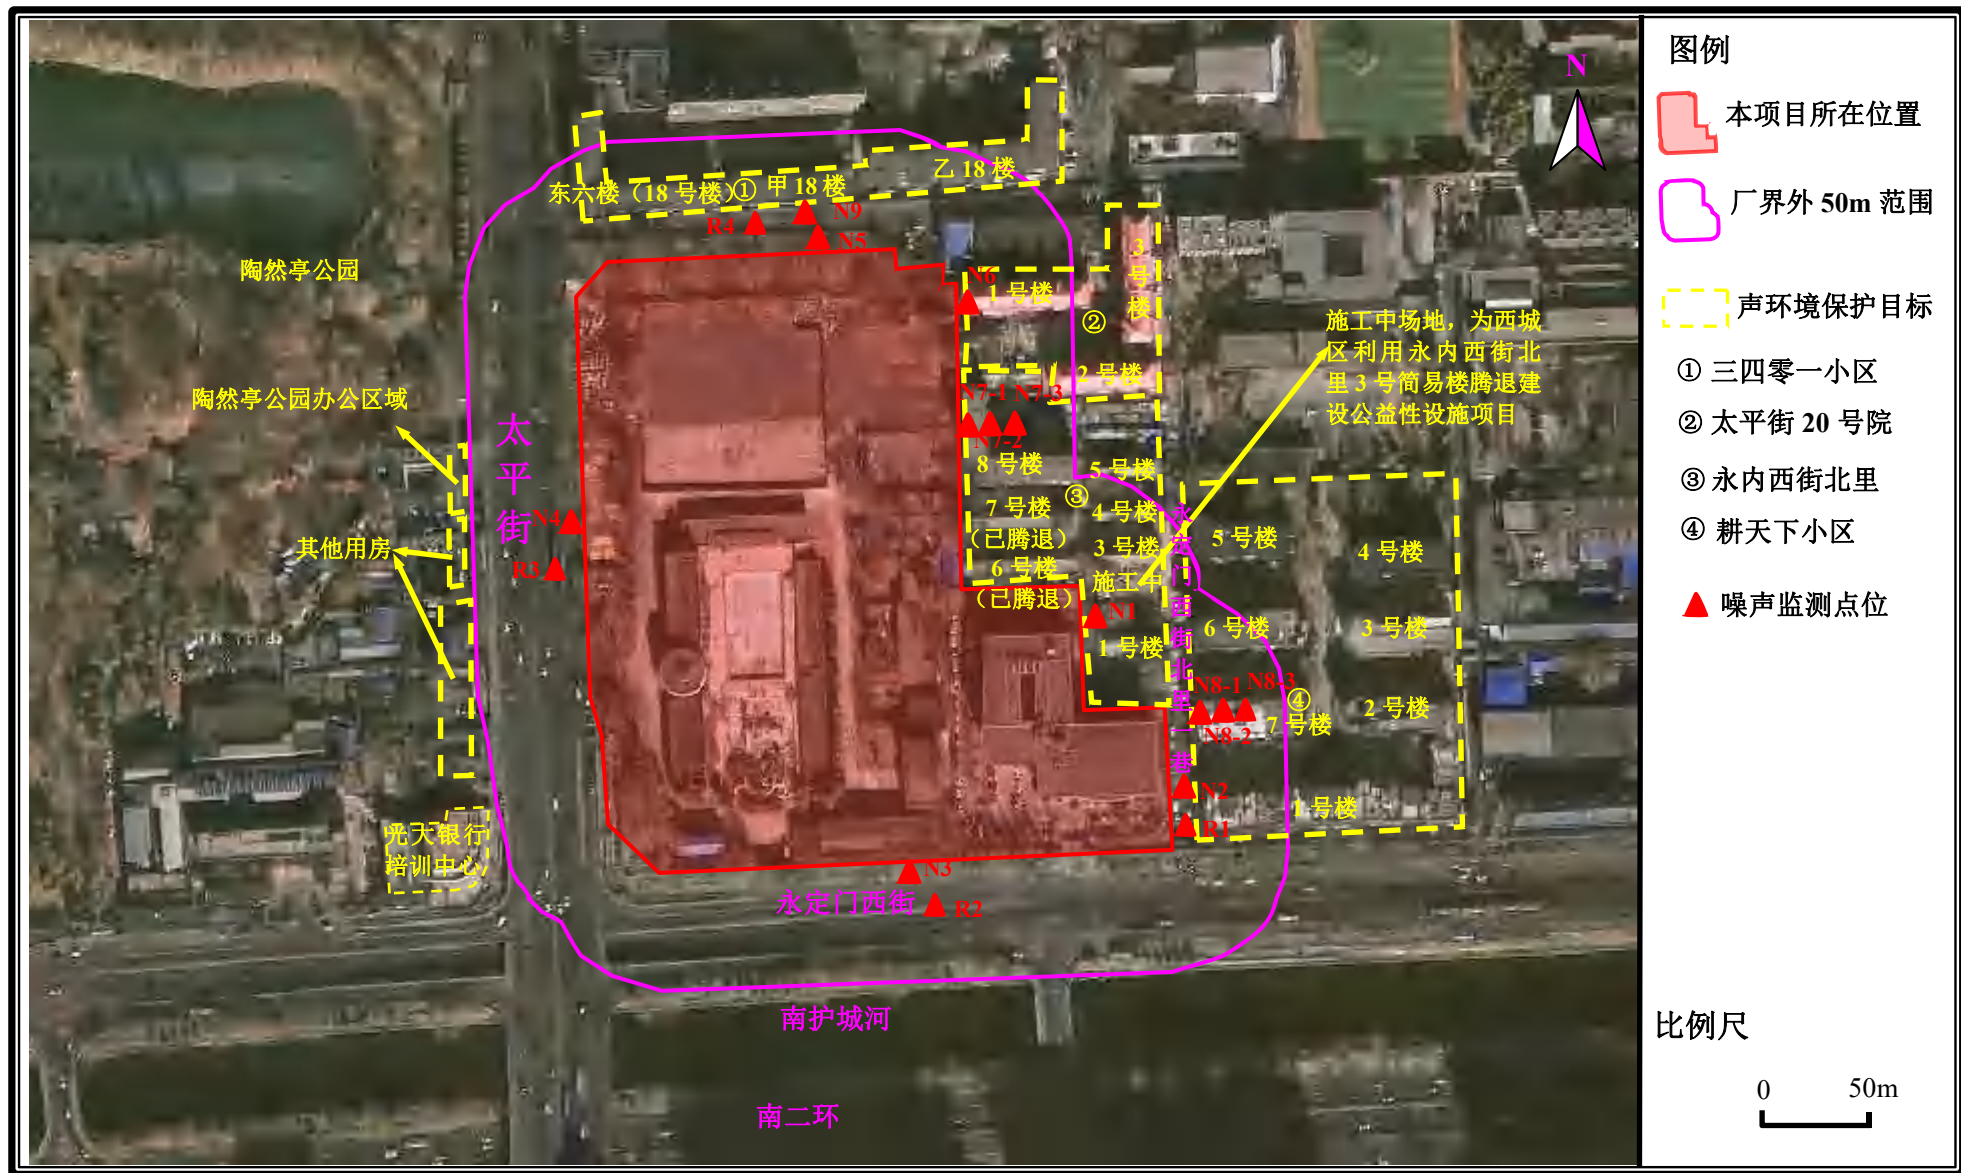 图例
本项目所在位置
厂界外 50m 范围
声环境保护目标
① 三四零一小区
② 太平街 20 号院
③ 永内西街北里
④ 耕天下小区
噪声监测点位
比例尺
0 50m
N
东六楼（18 号楼）
①
甲 18 楼
乙 18 楼
R4
N9
N5
陶然亭公园
N6
1 号楼
3
号
楼
②
2 号楼
施工中场地，为西城
区利用永内西街北
里 3 号简易楼腾退建
设公益性设施项目
陶然亭公园办公区域
太
平
街
N7-1
N7-3
N7-2
8 号楼
5 号楼
③
7 号楼
（已腾退）
4 号楼
3 号楼
6 号楼
（已腾退）
施工中
N1
1 号楼
其他用房
N4
R3
永
定
门
西
街
北
里
一
巷
5 号楼
4 号楼
6 号楼
3 号楼
N8-1
N8-3
④
N8-2
7 号楼
2 号楼
N2
R1
1 号楼
光大银行
培训中心
N3
永定门西街
R2
南护城河
南二环